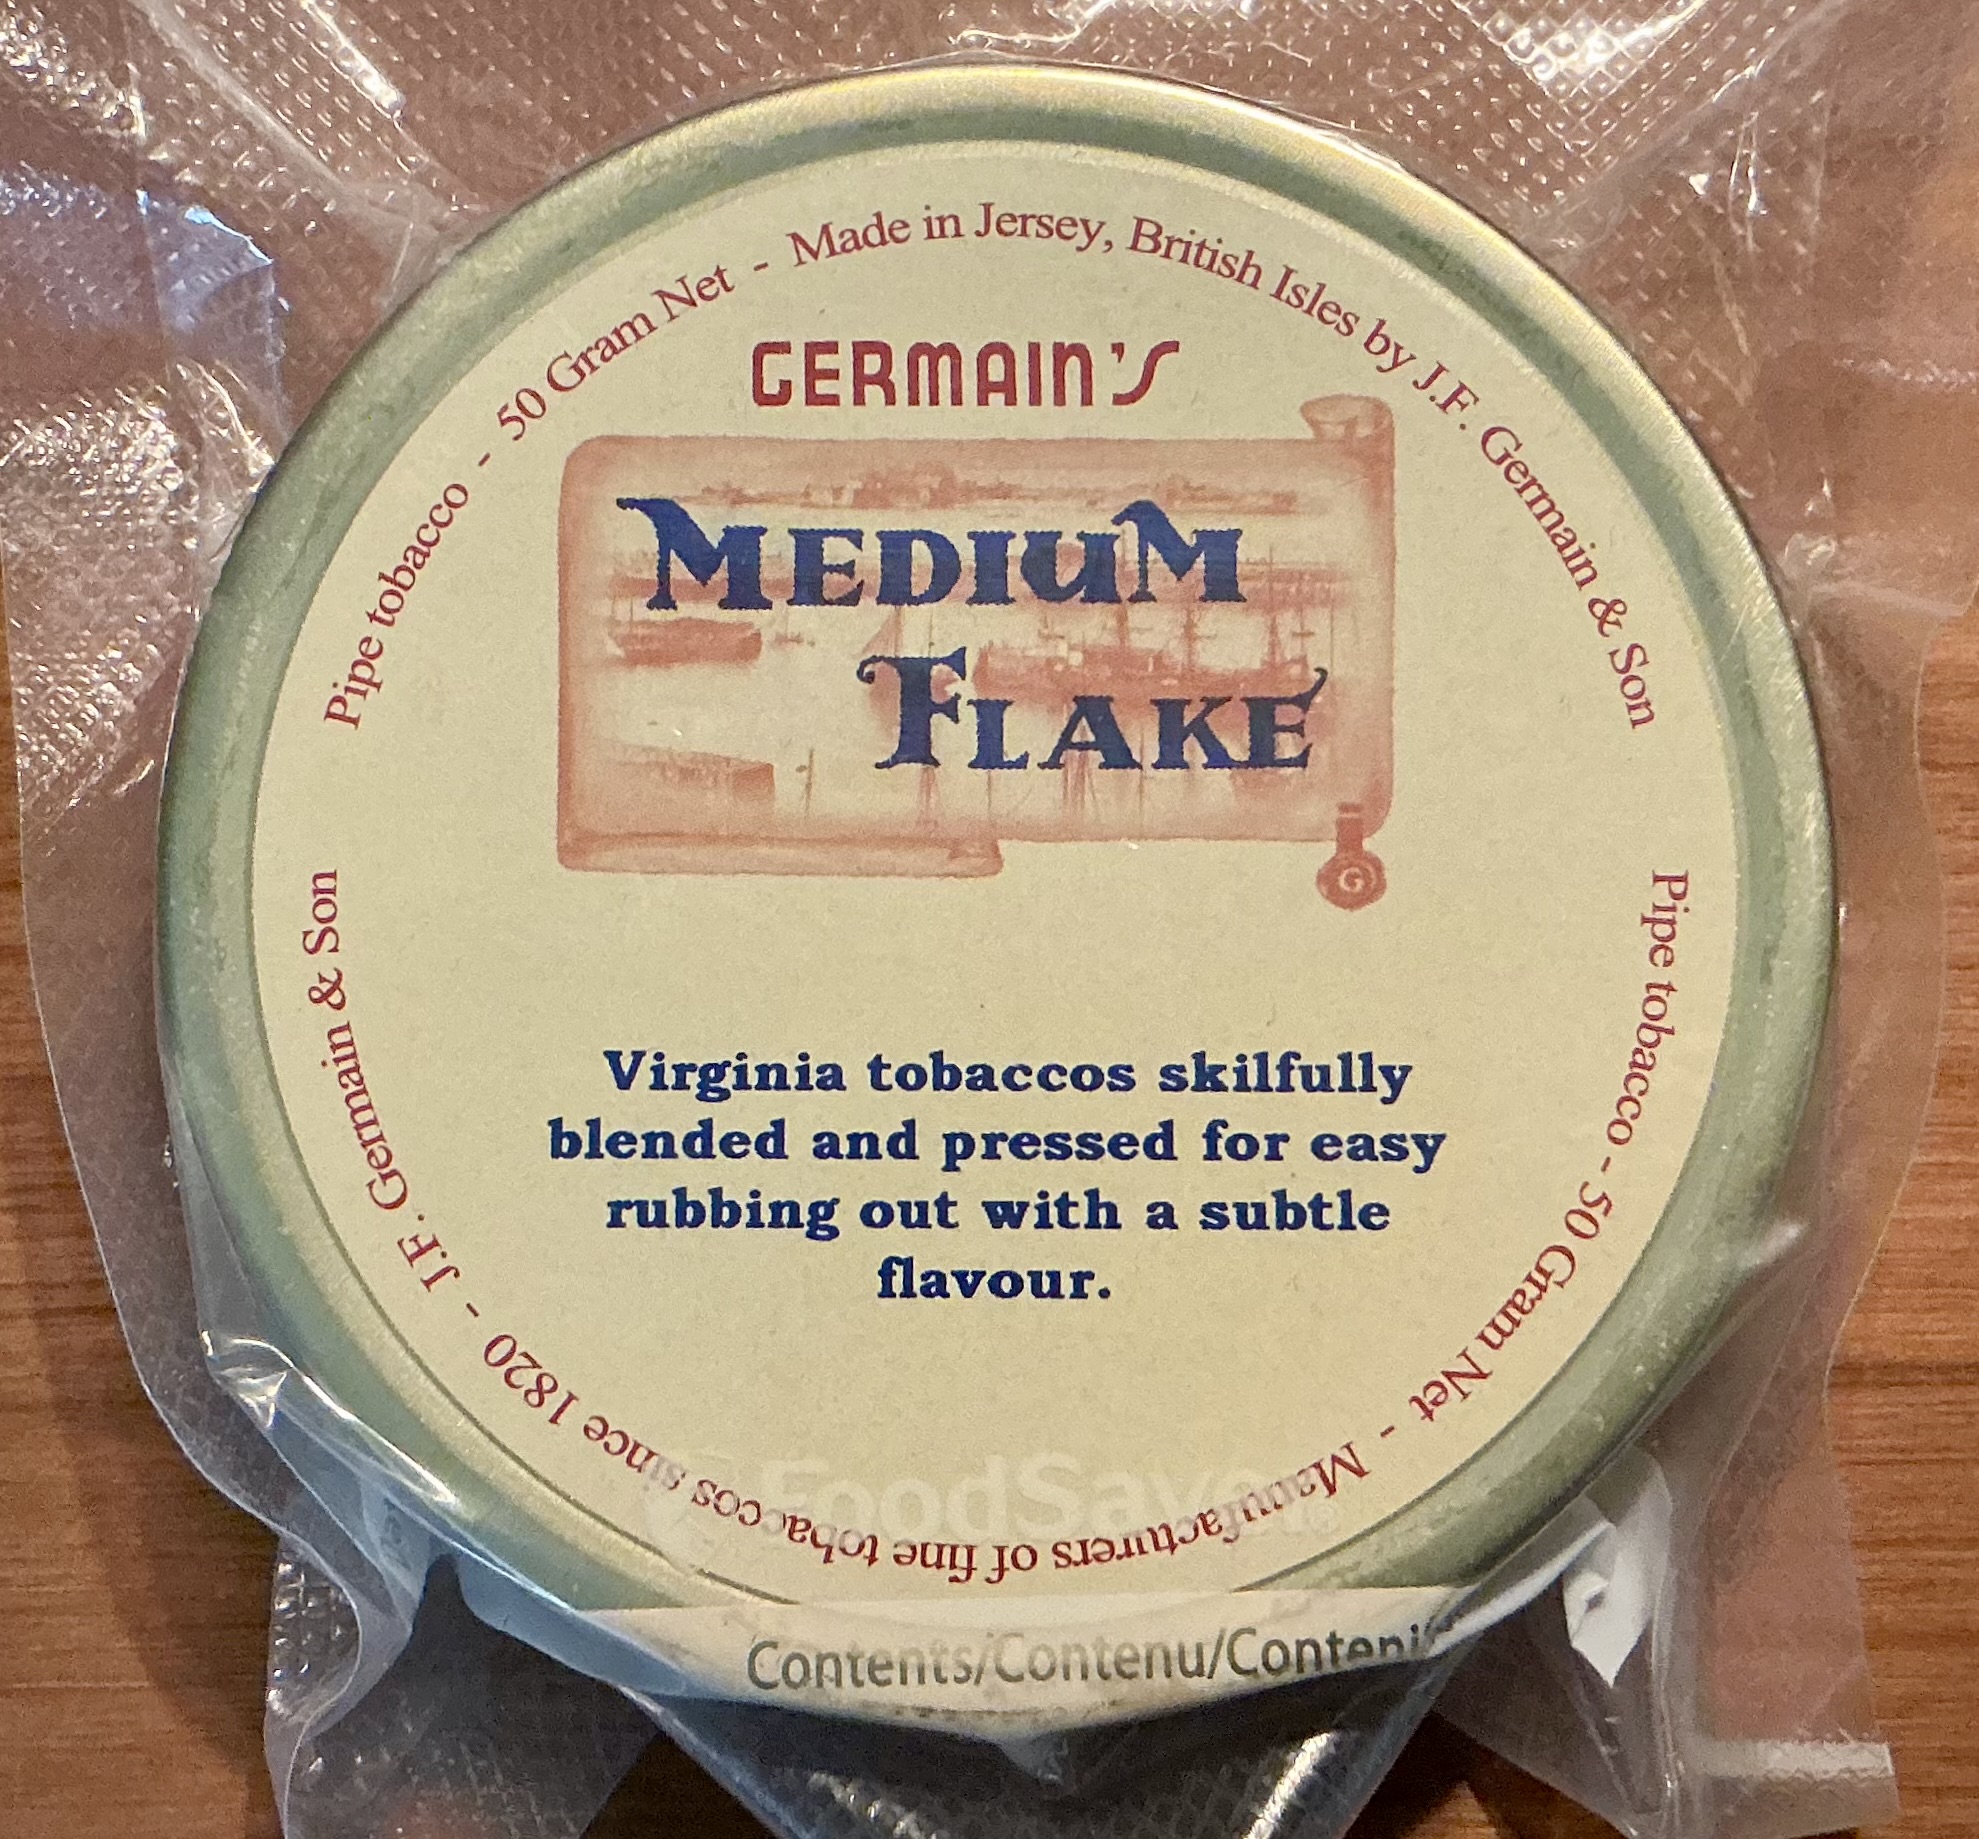 Pipe tobacco - 50 Gram Net - Made in Jersey, British Isles by J.F. Germain & Son
GERMAIN'S
MEDIUM
FLAKE
G
Virginia tobaccos skilfully
blended and pressed for easy
rubbing out with a subtle
flavour.
Pipe tobacco - 50 Gram Net - Manufacturers of fine tobaccos since 1820 - J.F. Germain & Son
FoodSaver
Contents/Contenu/Conteni